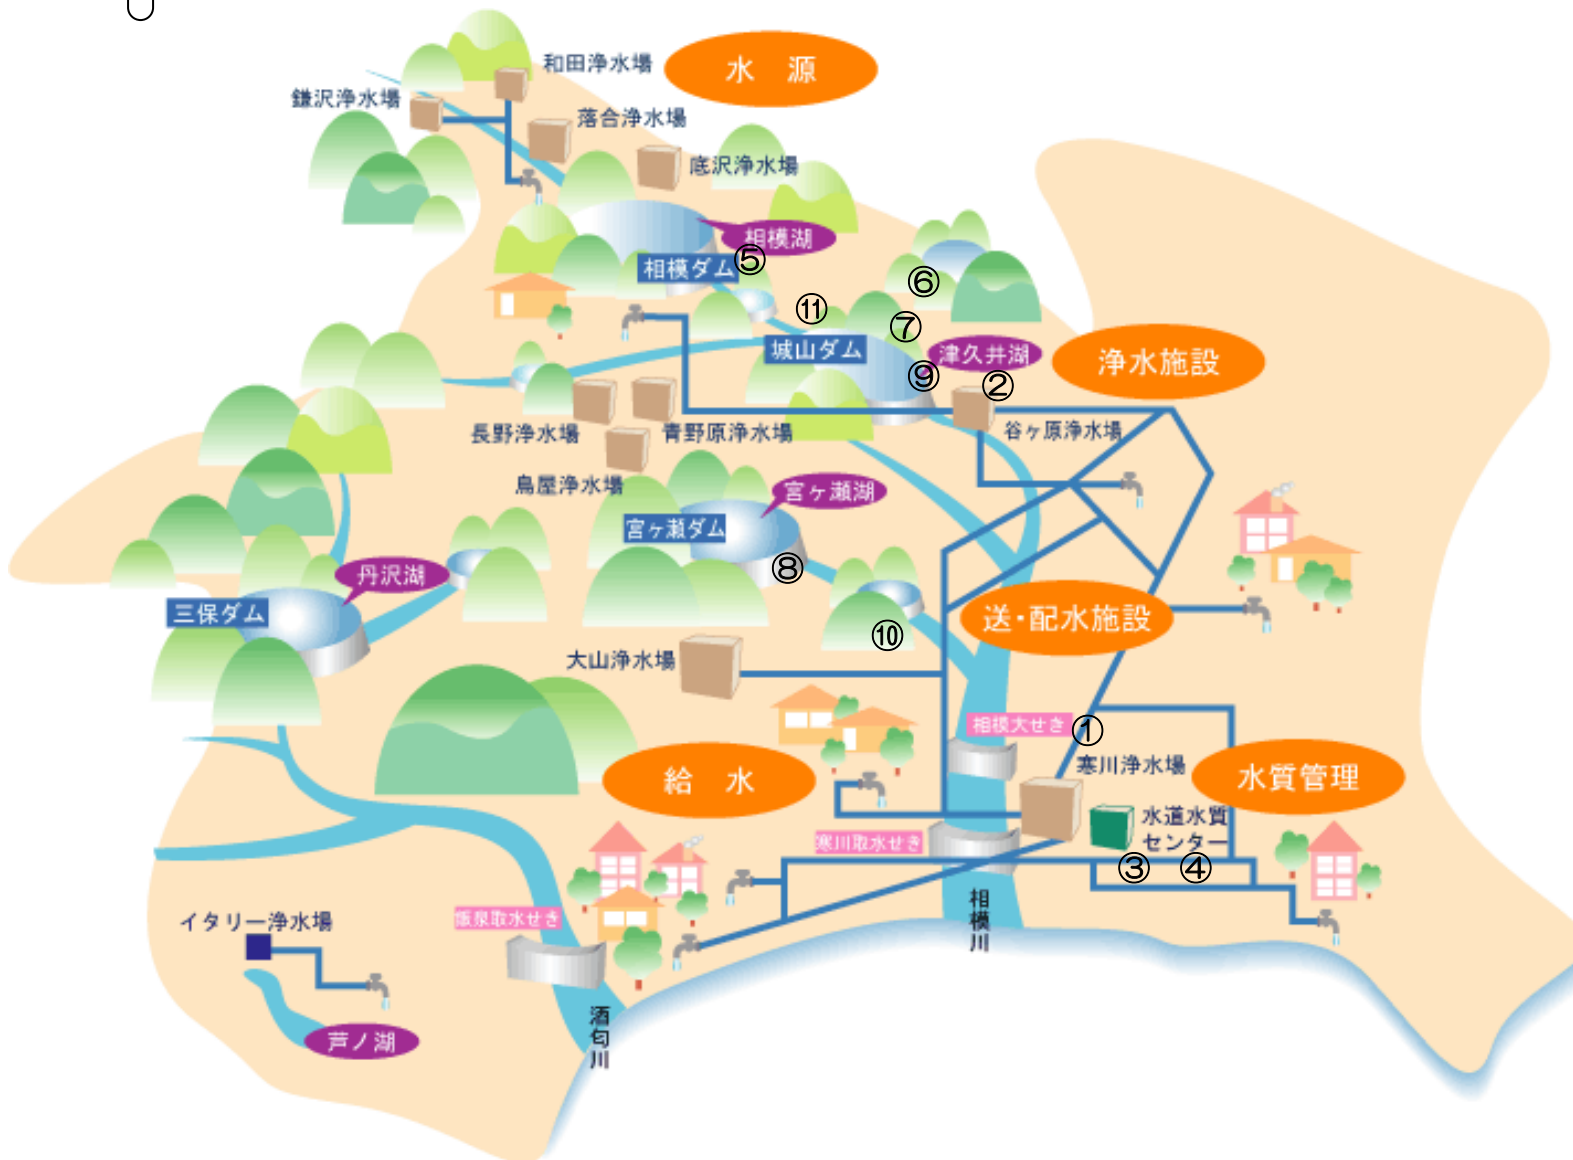 和田浄水場
水 源
鎌沢浄水場
落合浄水場
底沢浄水場
相模湖
⑤
相模ダム
⑥
⑪
⑦
城山ダム
津久井湖
浄水施設
⑨
②
長野浄水場
青野原浄水場
谷ヶ原浄水場
鳥屋浄水場
宮ヶ瀬湖
宮ヶ瀬ダム
⑧
丹沢湖
三保ダム
送・配水施設
⑩
大山浄水場
相模大せき
①
寒川浄水場
給 水
水質管理
水道水質
センター
寒川取水せき
③
④
飯泉取水せき
相模川
イタリー浄水場
酒匂川
芦ノ湖